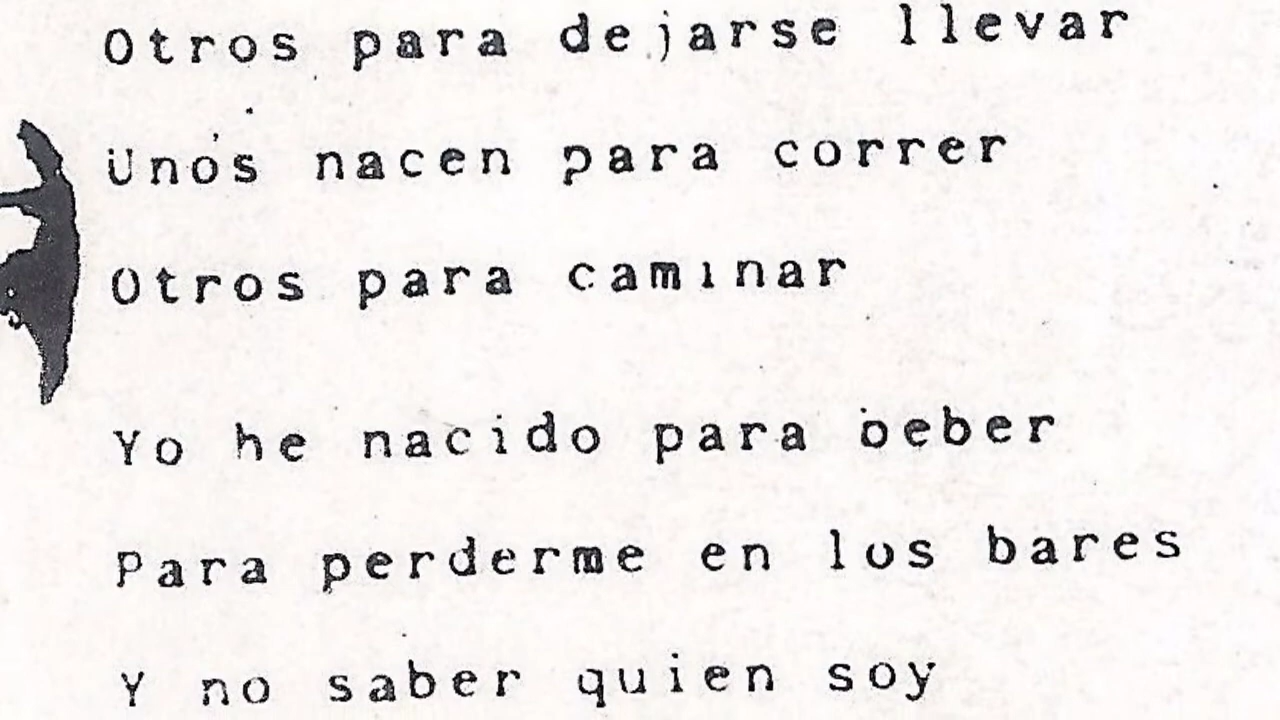 Otros para dejarse llevar
Unos nacen para correr
Otros para caminar
Yo he nacido para beber
Para perderme en los bares
Y no saber quien soy